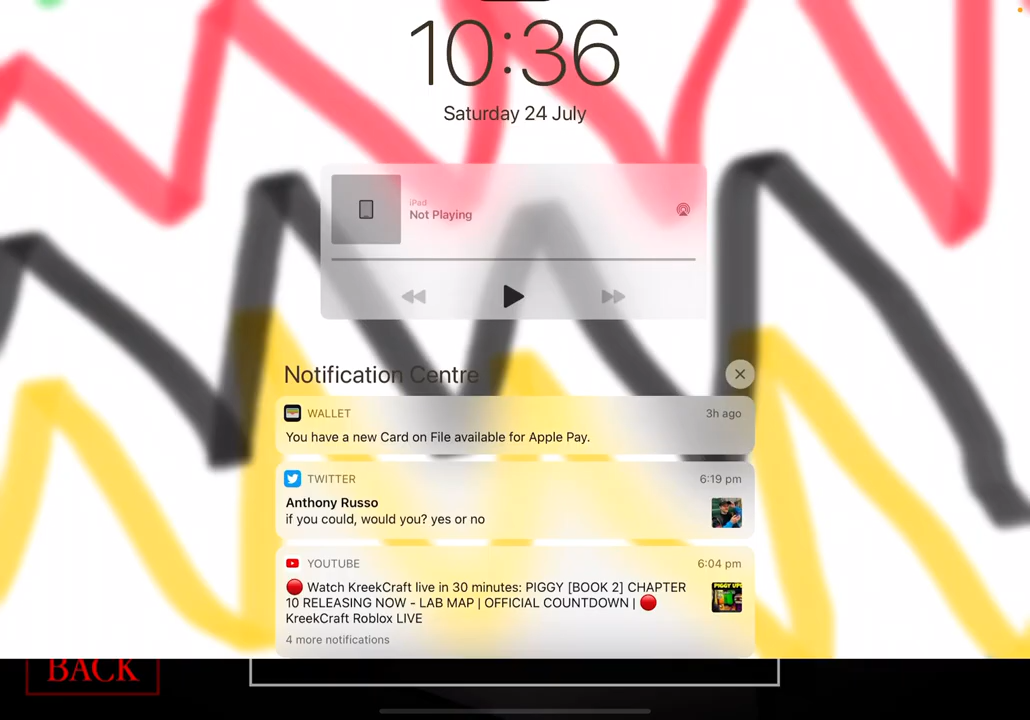 10:36
Saturday 24 July
iPad
Not Playing
Notification Centre
WALLET
3h ago
You have a new Card on File available for Apple Pay.
TWITTER
6:19 pm
Anthony Russo
if you could, would you? yes or no
YOUTUBE
6:04 pm
🔴 Watch KreekCraft live in 30 minutes: PIGGY [BOOK 2] CHAPTER
10 RELEASING NOW - LAB MAP | OFFICIAL COUNTDOWN | 🔴
KreekCraft Roblox LIVE
4 more notifications
BACK